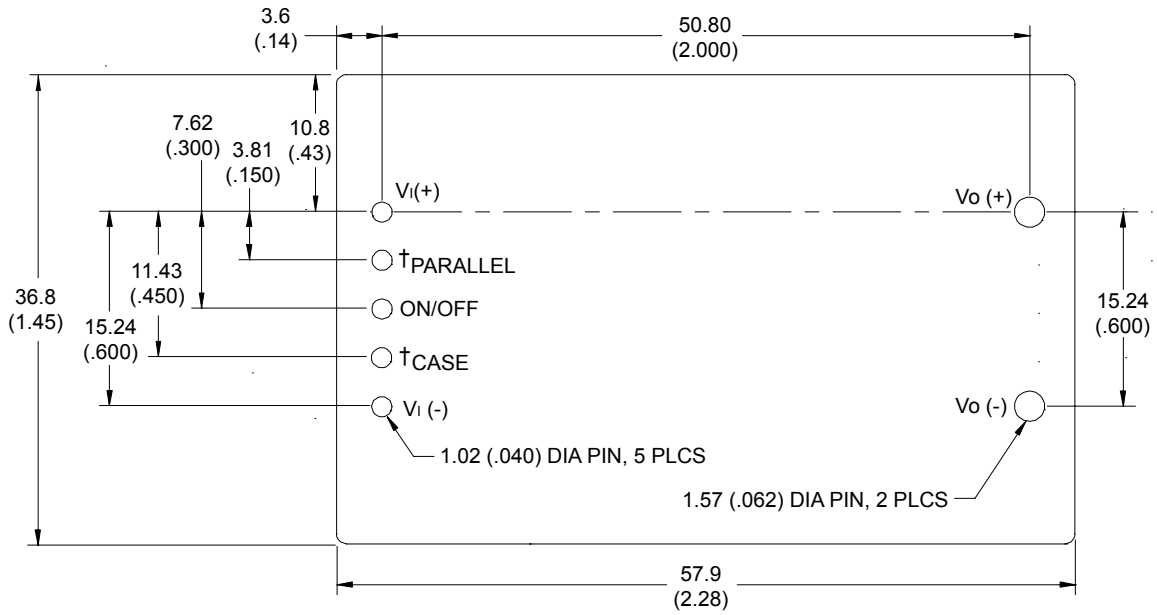 3.6
(.14)
50.80
(2.000)
7.62
(.300)
3.81
(.150)
10.8
(.43)
VI(+)
Vo (+)
†PARALLEL
11.43
(.450)
ON/OFF
36.8
(1.45)
15.24
(.600)
15.24
(.600)
†CASE
VI (-)
Vo (-)
1.02 (.040) DIA PIN, 5 PLCS
1.57 (.062) DIA PIN, 2 PLCS
57.9
(2.28)